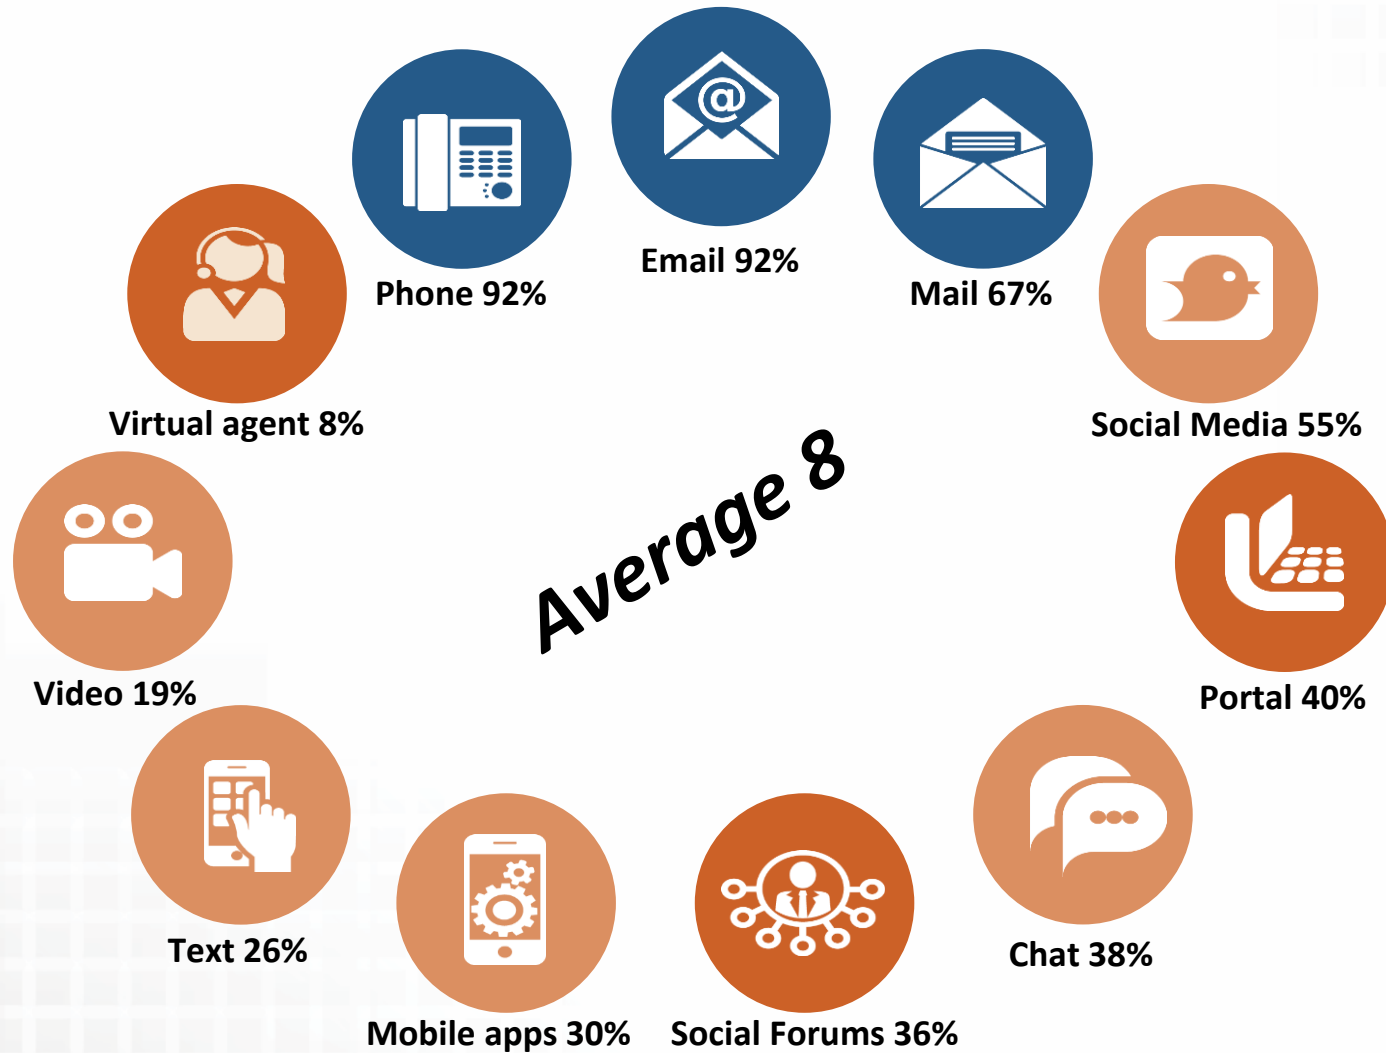 @
Email 92%
Phone 92%
Mail 67%
Virtual agent 8%
Social Media 55%
Average 8
Video 19%
Portal 40%
Text 26%
Chat 38%
Mobile apps 30%
Social Forums 36%